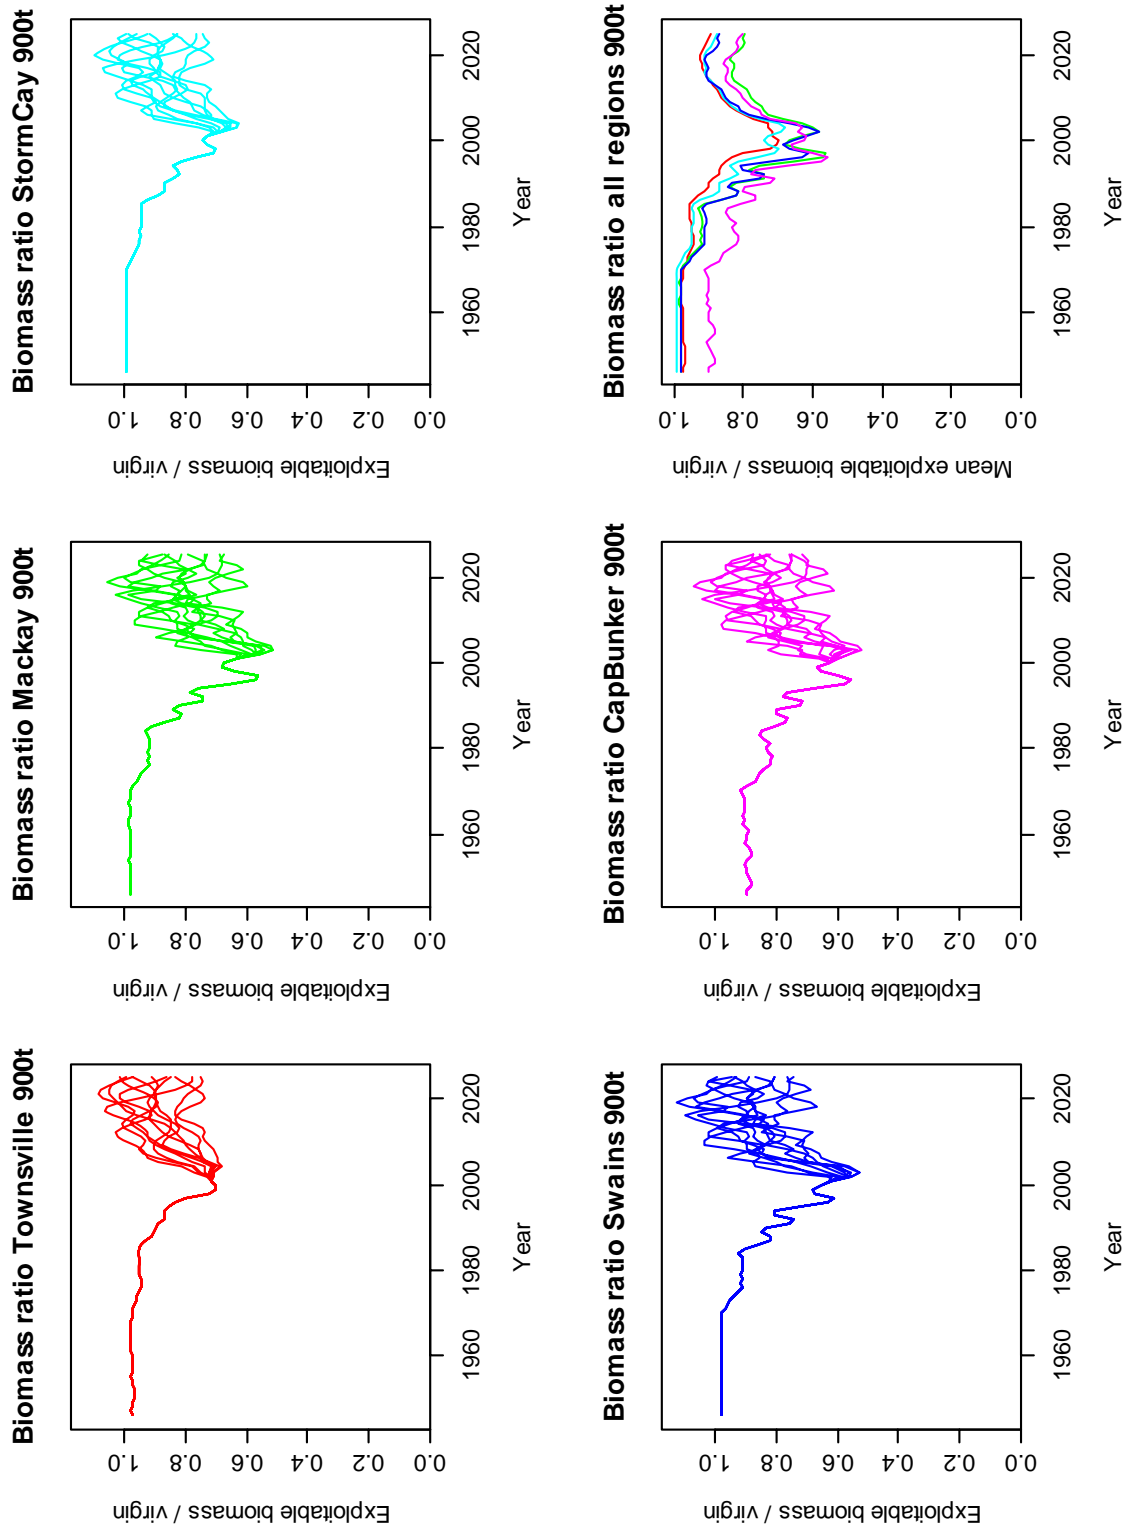 Biomass ratio Townsville 900t
Exploitable biomass / virgin
1.0
0.8
0.6
0.4
0.2
0.0
1960 1980 2000 2020
Year
Biomass ratio Mackay 900t
Exploitable biomass / virgin
1.0
0.8
0.6
0.4
0.2
0.0
1960 1980 2000 2020
Year
Biomass ratio StormCay 900t
Exploitable biomass / virgin
1.0
0.8
0.6
0.4
0.2
0.0
1960 1980 2000 2020
Year
Biomass ratio Swains 900t
Exploitable biomass / virgin
1.0
0.8
0.6
0.4
0.2
0.0
1960 1980 2000 2020
Year
Biomass ratio CapBunker 900t
Exploitable biomass / virgin
1.0
0.8
0.6
0.4
0.2
0.0
1960 1980 2000 2020
Year
Biomass ratio all regions 900t
Mean exploitable biomass / virgin
1.0
0.8
0.6
0.4
0.2
0.0
1960 1980 2000 2020
Year